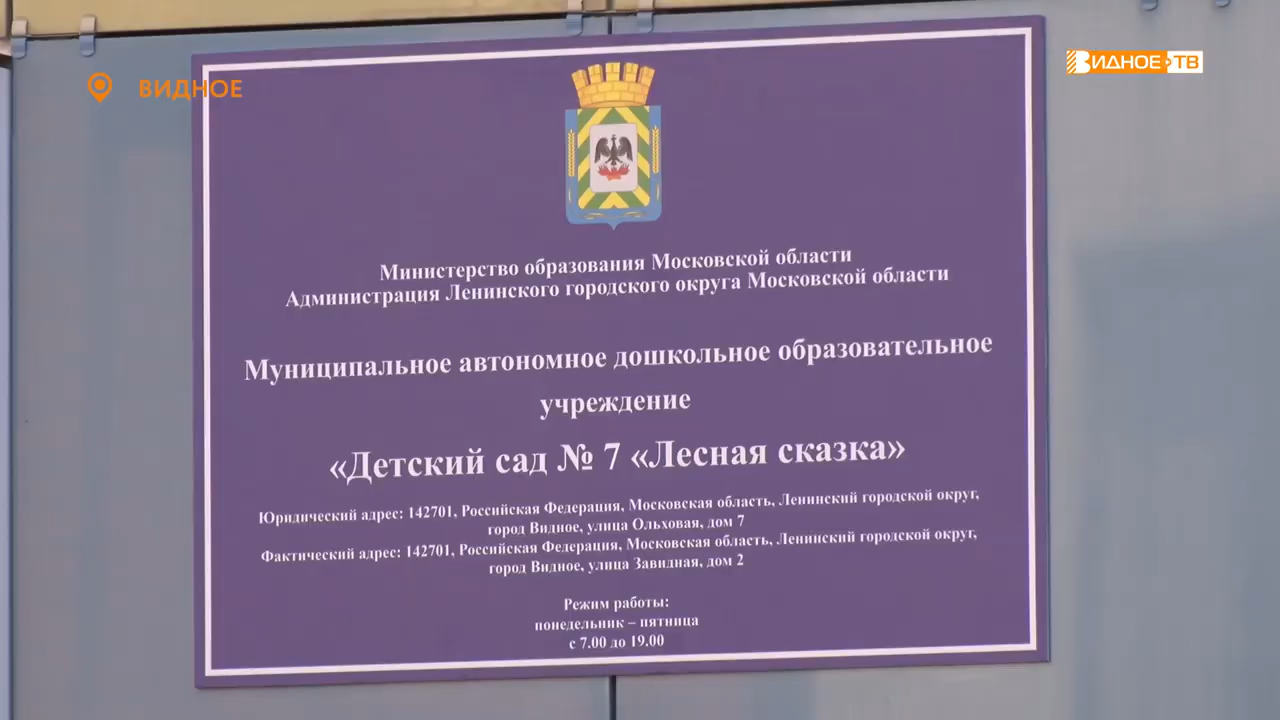 ВИДНОЕ
ВИДНОЕ ТВ
Министерство образования Московской области
Администрация Ленинского городского округа Московской области
Муниципальное автономное дошкольное образовательное
учреждение
«Детский сад № 7 «Лесная сказка»
Юридический адрес: 142701, Российская Федерация, Московская область, Ленинский городской округ,
город Видное, улица Ольховая, дом 7
Фактический адрес: 142701, Российская Федерация, Московская область, Ленинский городской округ,
город Видное, улица Завидная, дом 2
Режим работы:
понедельник – пятница
с 7.00 до 19.00